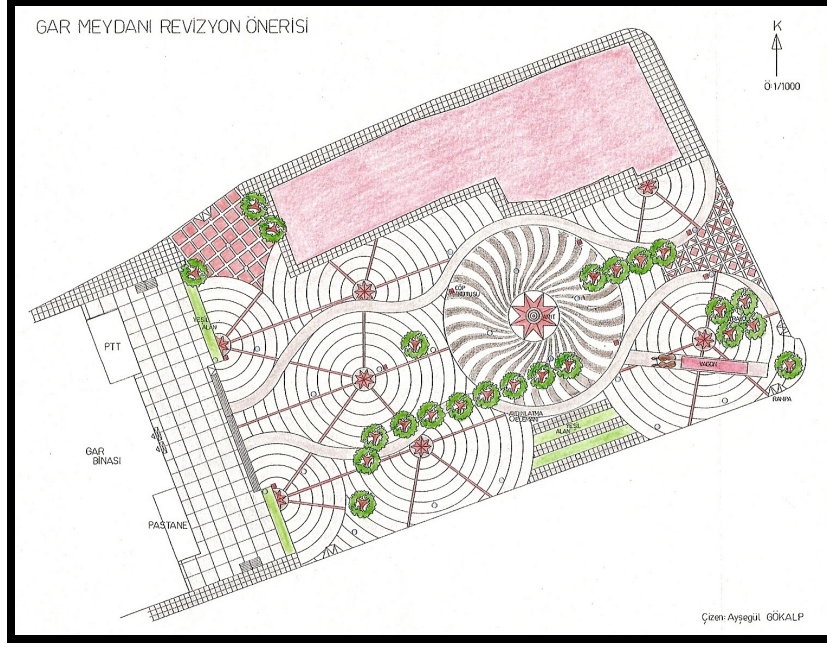 GAR MEYDANI REVİZYON ÖNERİSİ
K
Ö:1/1000
ÇÖP
KUTUSU
YEŞİL
ALAN
PTT
VAGON
RAMPA
AYDINLATMA
ELEMANI
YEŞİL
ALAN
GAR
BİNASI
PASTANE
Çizen: Ayşegül GÖKALP